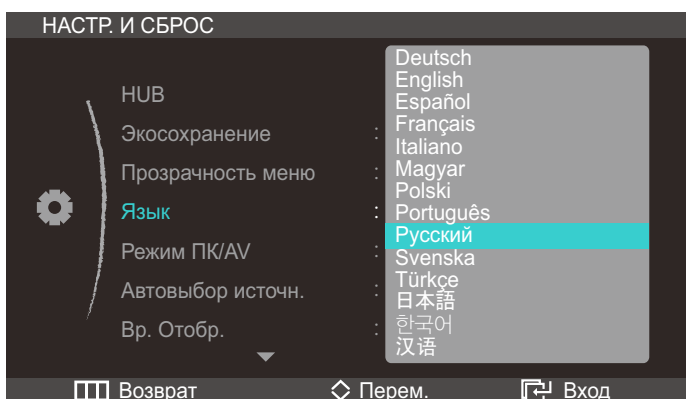 НАСТР. И СБРОС
HUB
Экосохранение :
Прозрачность меню :
Язык :
Режим ПК/AV :
Автовыбор источн. :
Вр. Отобр. :
Deutsch
English
Español
Français
Italiano
Magyar
Polski
Português
Русский
Svenska
Türkçe
日本語
한국어
汉语
Возврат
Перем.
Вход